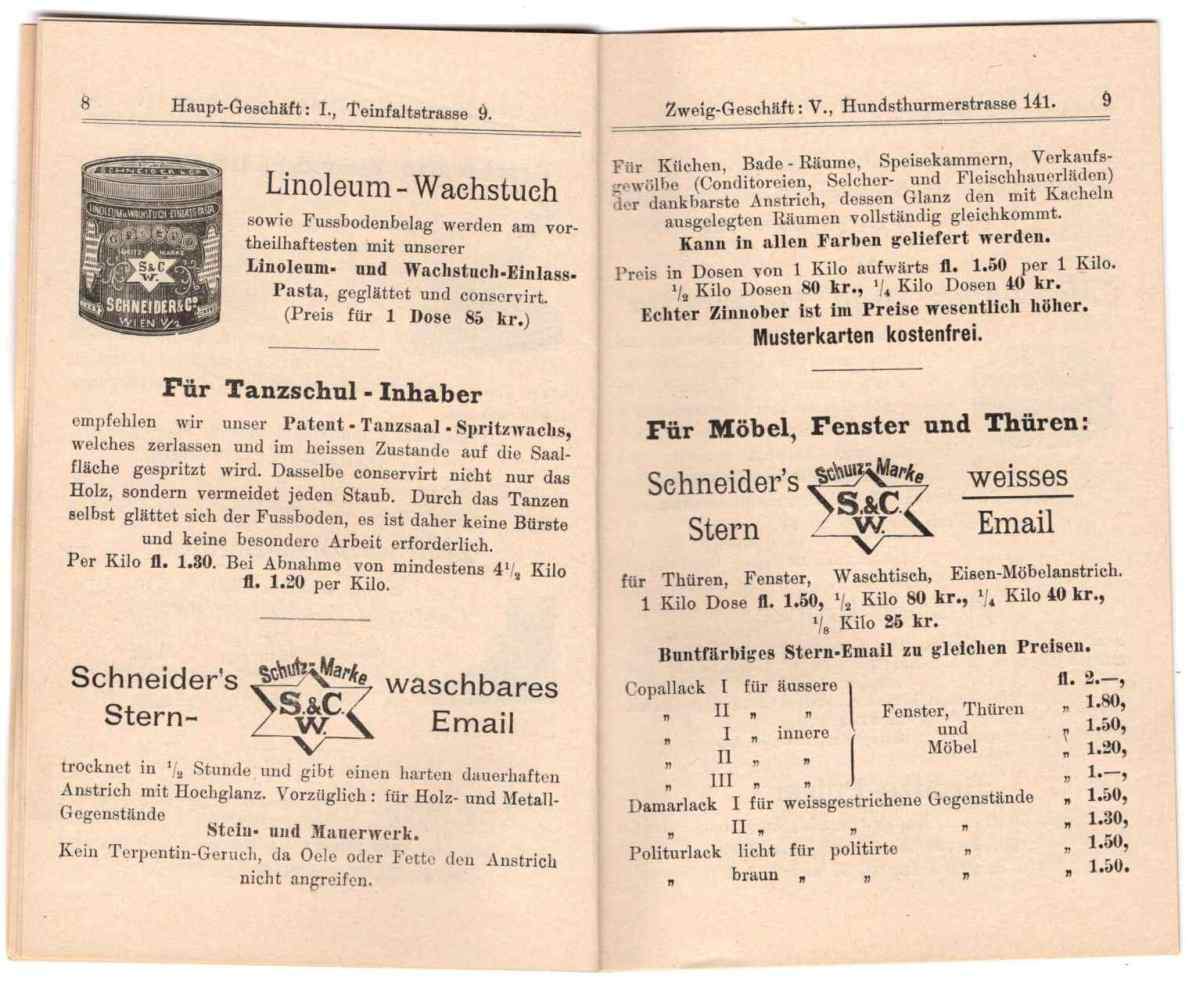 8 Haupt-Geschäft: I., Teinfaltstrasse 9.
SCHNEIDER & Co
LINOLEUM & WACHSTUCH EINLASS PASTA
S&C
W.
SCHNEIDER & Co
WIEN V/2
Linoleum-Wachstuch
sowie Fussbodenbelag werden am vor-
theilhaftesten mit unserer
Linoleum- und Wachstuch-Einlass-
Pasta, geglättet und conservirt.
(Preis für 1 Dose 85 kr.)
Für Tanzschul-Inhaber
empfehlen wir unser Patent-Tanzsaal-Spritzwachs,
welches zerlassen und im heissen Zustande auf die Saal-
fläche gespritzt wird. Dasselbe conservirt nicht nur das
Holz, sondern vermeidet jeden Staub. Durch das Tanzen
selbst glättet sich der Fussboden, es ist daher keine Bürste
und keine besondere Arbeit erforderlich.
Per Kilo fl. 1.30. Bei Abnahme von mindestens 4 1/2 Kilo
fl. 1.20 per Kilo.
Schneider's Schutz-Marke waschbares
Stern- S.&C. W. Email
trocknet in 1/2 Stunde und gibt einen harten dauerhaften
Anstrich mit Hochglanz. Vorzüglich: für Holz- und Metall-
Gegenstände
Stein- und Mauerwerk.
Kein Terpentin-Geruch, da Oele oder Fette den Anstrich
nicht angreifen.
Zweig-Geschäft: V., Hundsthurmerstrasse 141. 9
Für Küchen, Bade-Räume, Speisekammern, Verkaufs-
gewölbe (Conditoreien, Selcher- und Fleischhauerläden)
der dankbarste Anstrich, dessen Glanz den mit Kacheln
ausgelegten Räumen vollständig gleichkommt.
Kann in allen Farben geliefert werden.
Preis in Dosen von 1 Kilo aufwärts fl. 1.50 per 1 Kilo.
1/2 Kilo Dosen 80 kr., 1/4 Kilo Dosen 40 kr.
Echter Zinnober ist im Preise wesentlich höher.
Musterkarten kostenfrei.
Für Möbel, Fenster und Thüren:
Schneider's Schutz-Marke weisses
Stern S.&C. W. Email
für Thüren, Fenster, Waschtisch, Eisen-Möbelanstrich.
1 Kilo Dose fl. 1.50, 1/2 Kilo 80 kr., 1/4 Kilo 40 kr.,
1/8 Kilo 25 kr.
Buntfärbiges Stern-Email zu gleichen Preisen.
Copallack I für äussere fl. 2.—,
„ II „ „ Fenster, Thüren „ 1.80,
„ I „ innere und „ 1.50,
„ II „ „ Möbel „ 1.20,
„ III „ „ „ 1.—,
Damarlack I für weissgestrichene Gegenstände „ 1.50,
„ II „ „ „ „ 1.30,
Politurlack licht für politirte „ „ 1.50,
„ braun „ „ „ „ 1.50.